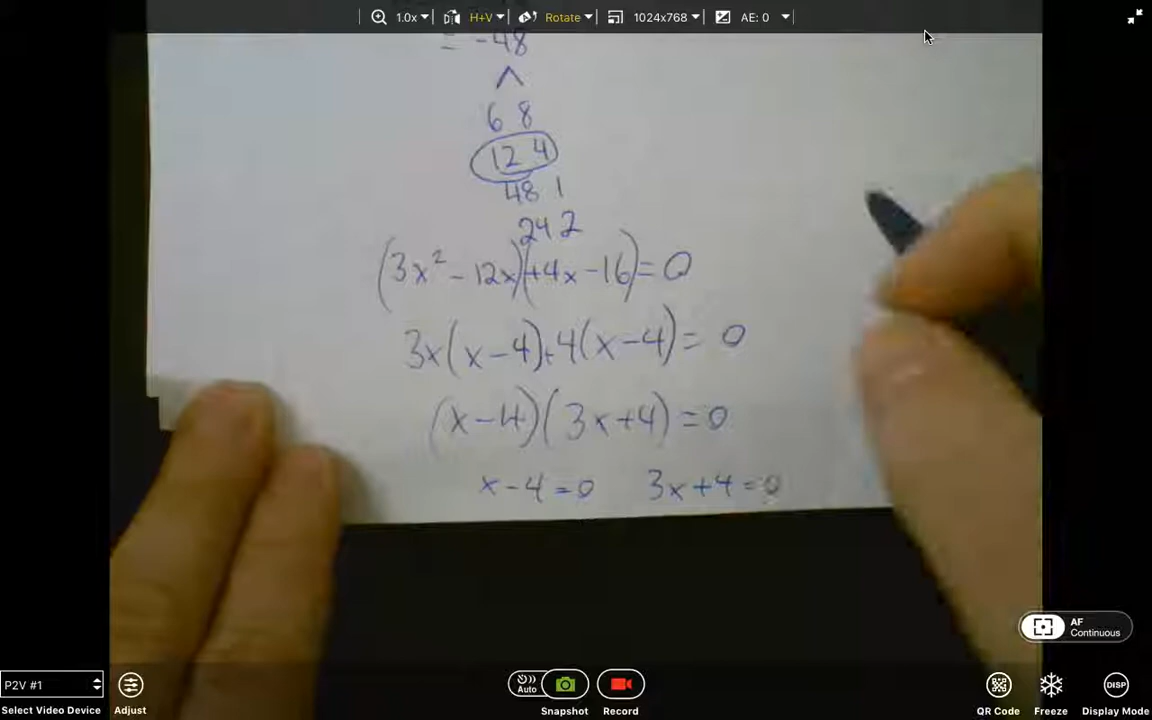 1.0x H+V Rotate 1024x768 AE: 0
= -48
6 8
12 4
48 1
24 2
(3x² - 12x)(+4x - 16) = 0
3x(x - 4) + 4(x - 4) = 0
(x - 4)(3x + 4) = 0
x - 4 = 0 3x + 4 = 0
AF
Continuous
P2V #1
Auto
DISP
Select Video Device Adjust Snapshot Record QR Code Freeze Display Mode